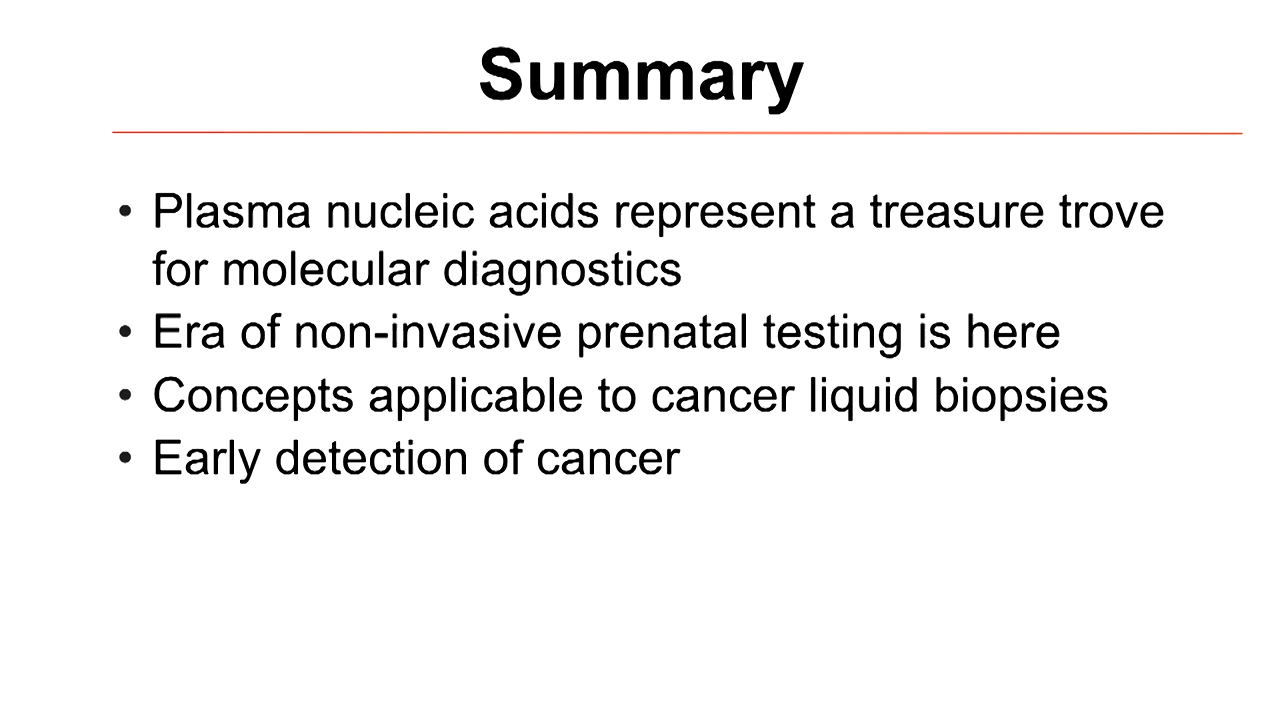 Summary
• Plasma nucleic acids represent a treasure trove
for molecular diagnostics
• Era of non-invasive prenatal testing is here
• Concepts applicable to cancer liquid biopsies
• Early detection of cancer